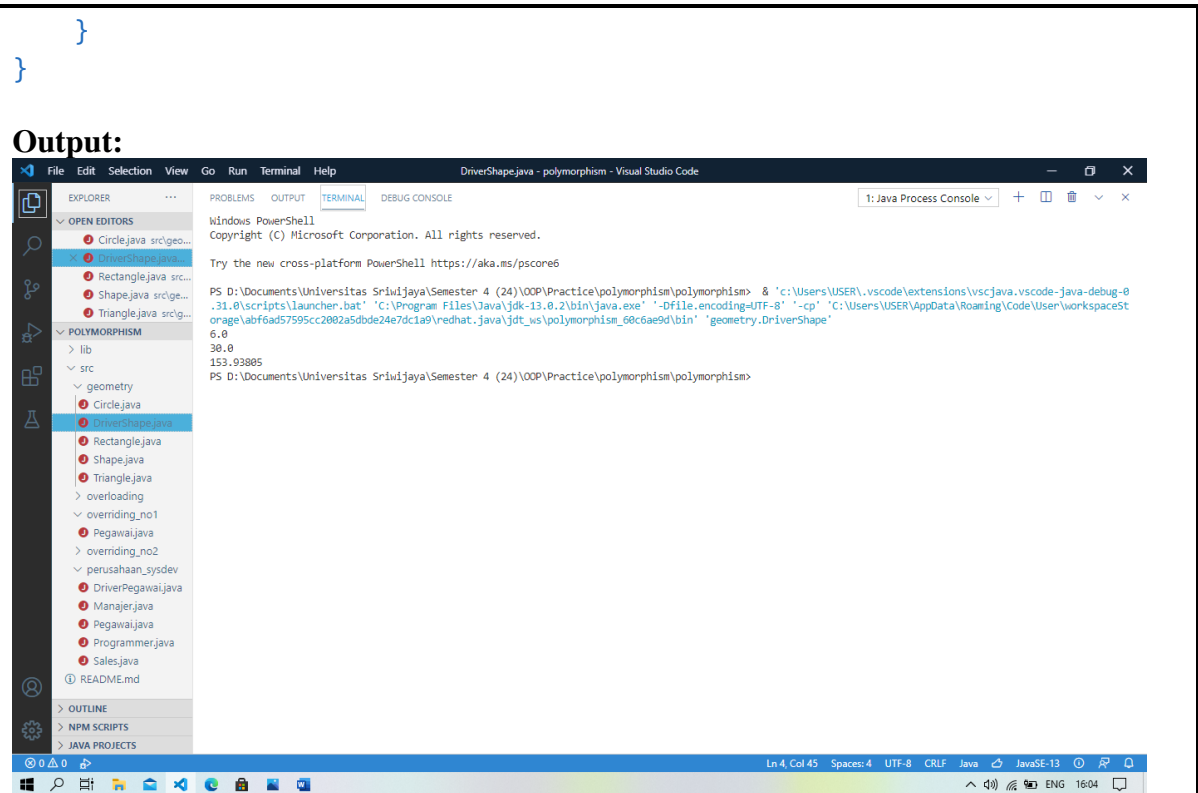 }
}
Output:
File Edit Selection View Go Run Terminal Help DriverShape.java - polymorphism - Visual Studio Code
EXPLORER ...
PROBLEMS OUTPUT TERMINAL DEBUG CONSOLE 1: Java Process Console
OPEN EDITORS
Circle.java src\geo...
DriverShape.java...
Rectangle.java src...
Shape.java src\ge...
Triangle.java src\g...
POLYMORPHISM
lib
src
geometry
Circle.java
DriverShape.java
Rectangle.java
Shape.java
Triangle.java
overloading
overriding_no1
Pegawai.java
overriding_no2
perusahaan_sysdev
DriverPegawai.java
Manajer.java
Pegawai.java
Programmer.java
Sales.java
README.md
OUTLINE
NPM SCRIPTS
JAVA PROJECTS
Windows PowerShell
Copyright (C) Microsoft Corporation. All rights reserved.
Try the new cross-platform PowerShell https://aka.ms/pscore6
PS D:\Documents\Universitas Sriwijaya\Semester 4 (24)\OOP\Practice\polymorphism\polymorphism> & 'c:\Users\USER\.vscode\extensions\vscjava.vscode-java-debug-0
.31.0\scripts\launcher.bat' 'C:\Program Files\Java\jdk-13.0.2\bin\java.exe' '-Dfile.encoding=UTF-8' '-cp' 'C:\Users\USER\AppData\Roaming\Code\User\workspaceSt
orage\abf6ad57595cc2002a5dbde24e7dc1a9\redhat.java\jdt_ws\polymorphism_60c6ae9d\bin' 'geometry.DriverShape'
6.0
30.0
153.93805
PS D:\Documents\Universitas Sriwijaya\Semester 4 (24)\OOP\Practice\polymorphism\polymorphism>
0 0 Ln 4, Col 45 Spaces: 4 UTF-8 CRLF Java JavaSE-13
ENG 16:04